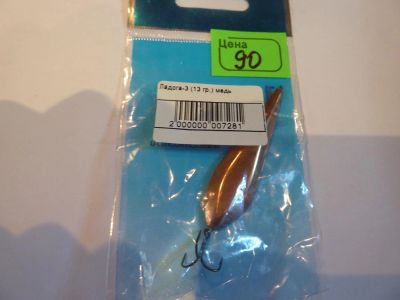 Цена
90
Ладога-3 (13 гр.) медь
2 000000 007281